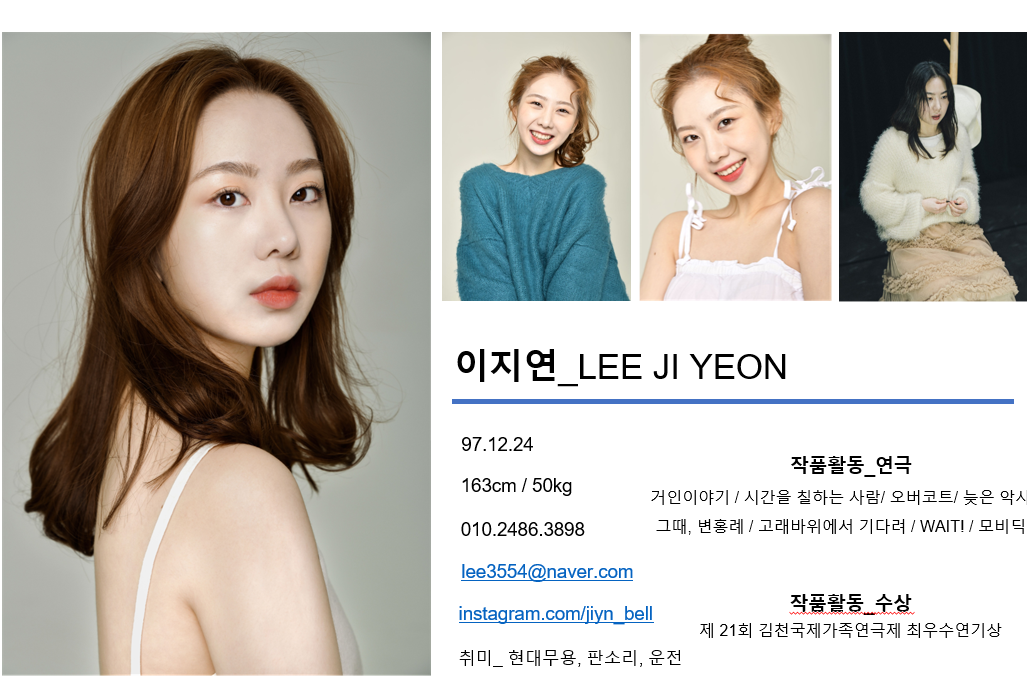 이지연_LEE JI YEON
97.12.24
163cm / 50kg
010.2486.3898
lee3554@naver.com
instagram.com/jiyn_bell
취미_ 현대무용, 판소리, 운전
작품활동_연극
거인이야기 / 시간을 칠하는 사람/ 오버코트/ 늦은 악사
그때, 변홍례 / 고래바위에서 기다려 / WAIT! / 모비딕
작품활동_수상
제 21회 김천국제가족연극제 최우수연기상